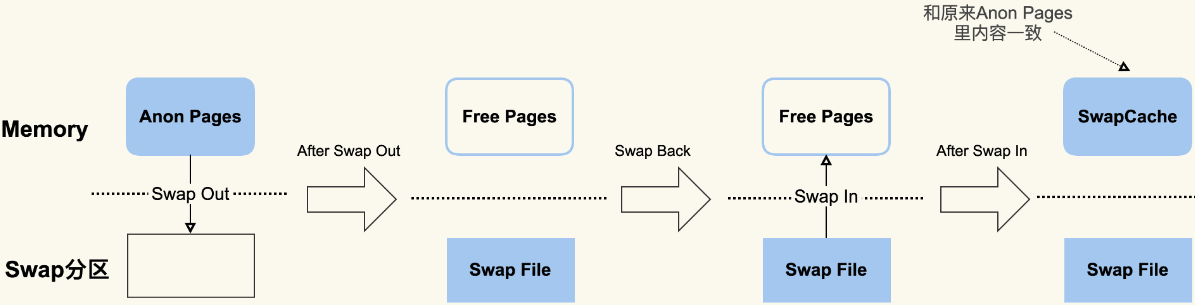 和原来Anon Pages
里内容一致
Memory
Anon Pages
Free Pages
Free Pages
SwapCache
After Swap Out
Swap Back
After Swap In
Swap Out
Swap In
Swap分区
Swap File
Swap File
Swap File